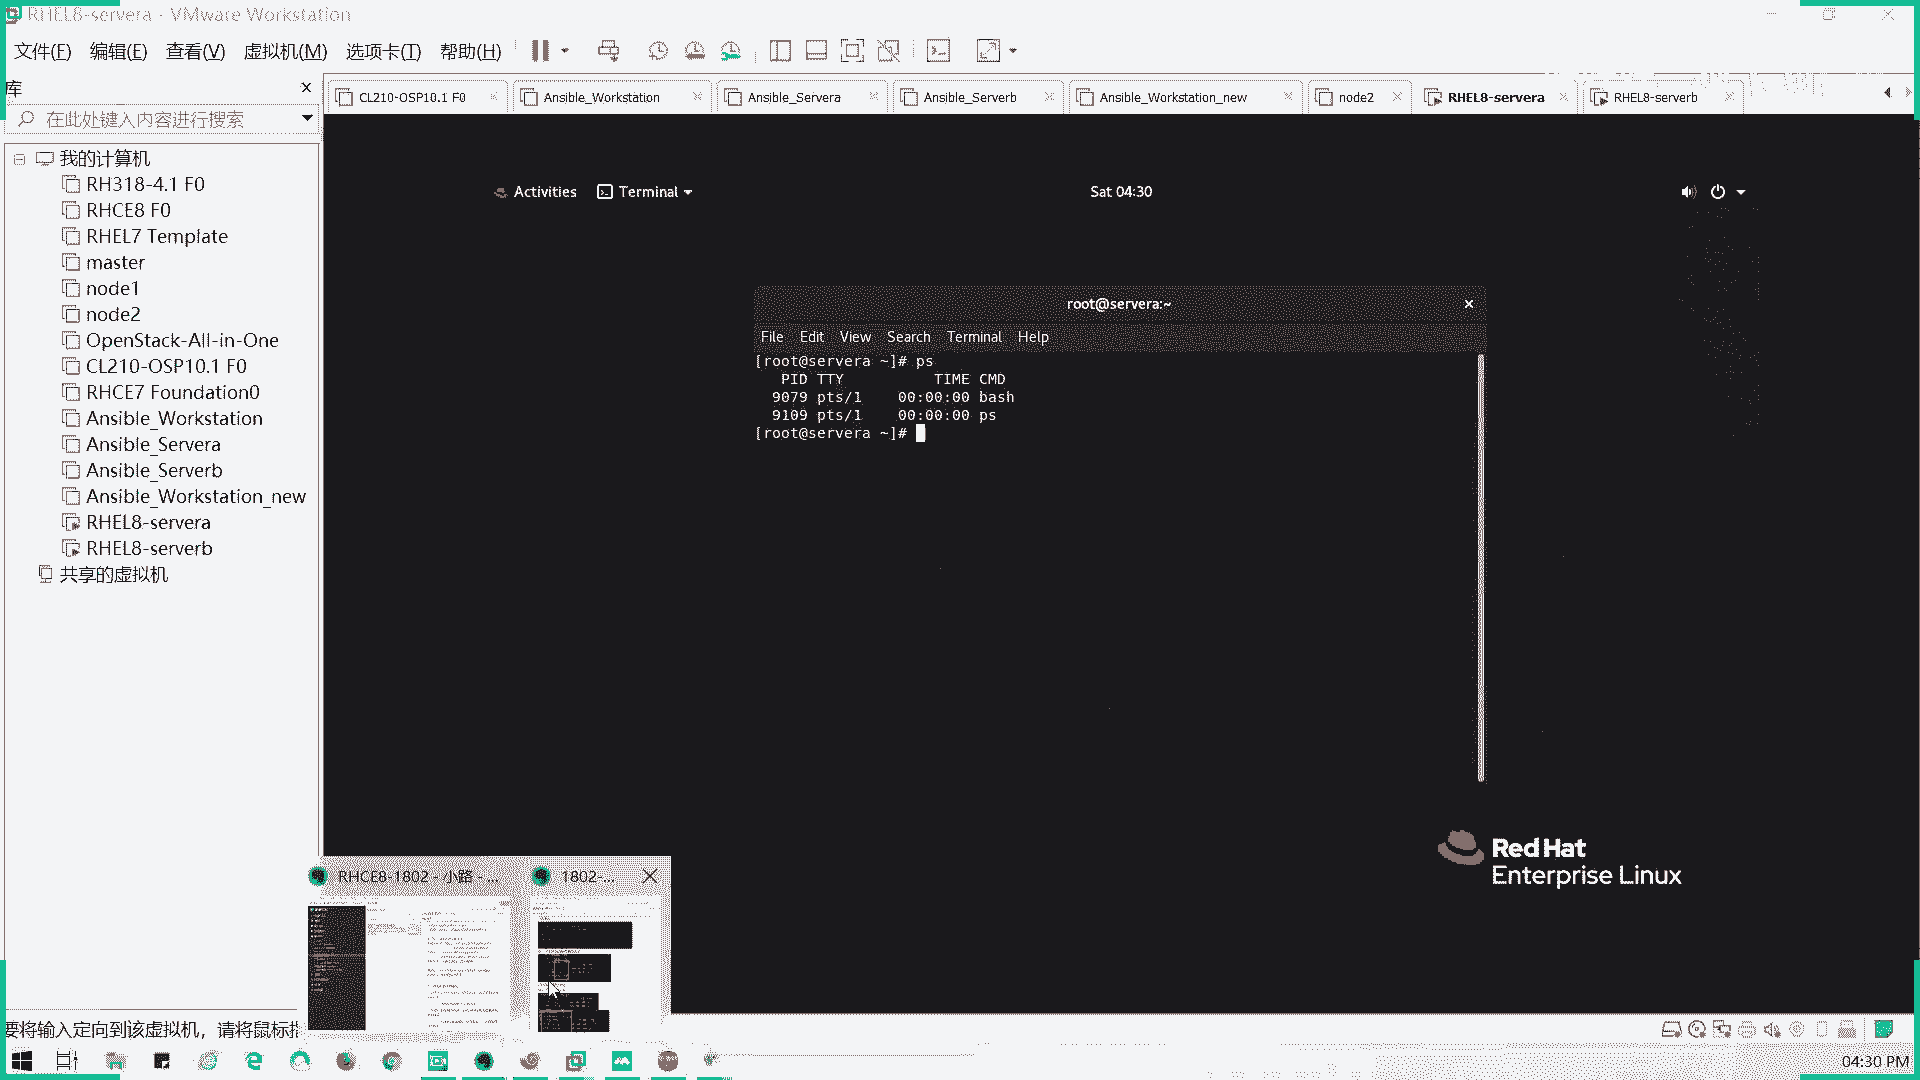 RHEL8-servera - VMware Workstation
文件(F) 编辑(E) 查看(V) 虚拟机(M) 选项卡(T) 帮助(H)
库
在此处键入内容进行搜索
我的计算机
RH318-4.1 F0
RHCE8 F0
RHEL7 Template
master
node1
node2
OpenStack-All-in-One
CL210-OSP10.1 F0
RHCE7 Foundation0
Ansible_Workstation
Ansible_Servera
Ansible_Serverb
Ansible_Workstation_new
RHEL8-servera
RHEL8-serverb
共享的虚拟机
CL210-OSP10.1 F0 Ansible_Workstation Ansible_Servera Ansible_Serverb Ansible_Workstation_new node2 RHEL8-servera RHEL8-serverb
Activities Terminal Sat 04:30
root@servera:~
File Edit View Search Terminal Help
[root@servera ~]# ps
PID TTY TIME CMD
9079 pts/1 00:00:00 bash
9109 pts/1 00:00:00 ps
[root@servera ~]#
Red Hat
Enterprise Linux
RHCE8-1802 - 小路 - ... 1802-...
要将输入定向到该虚拟机，请将鼠标指
04:30 PM